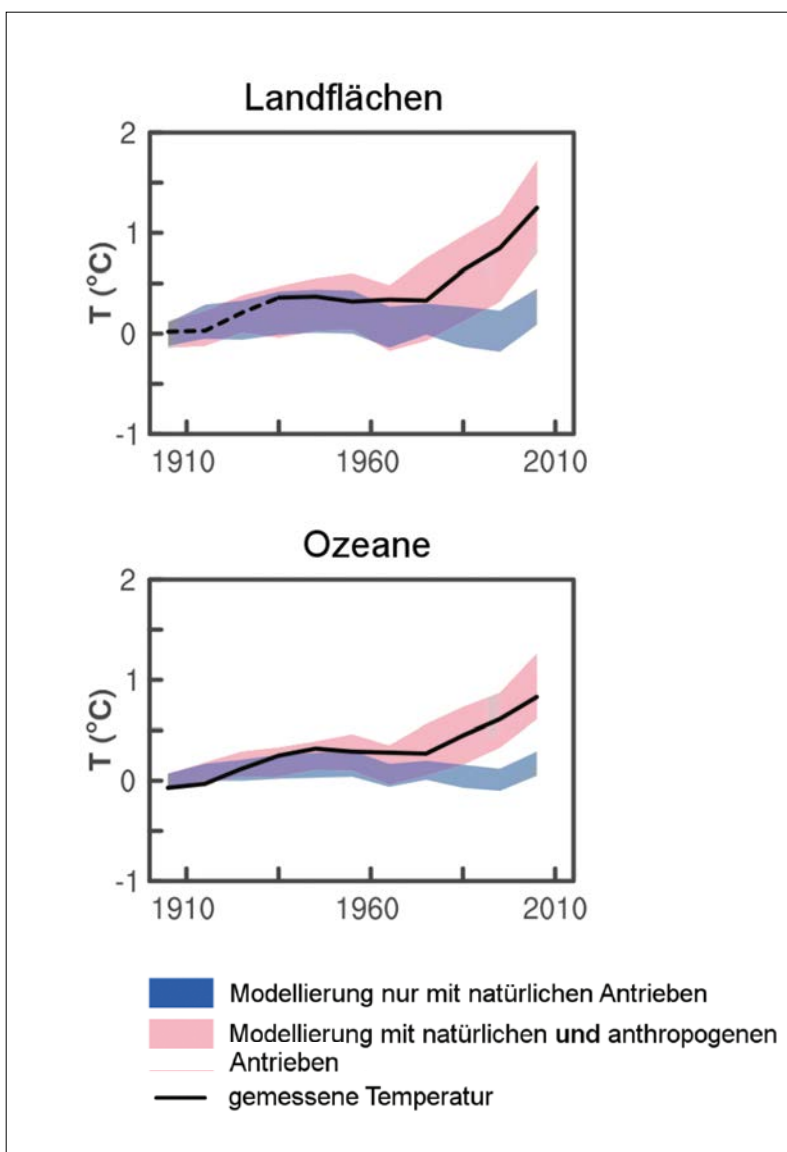 Landflächen
2
1
0
-1
T (°C)
1910 1960 2010
Ozeane
2
1
0
-1
T (°C)
1910 1960 2010
Modellierung nur mit natürlichen Antrieben
Modellierung mit natürlichen und anthropogenen
Antrieben
gemessene Temperatur